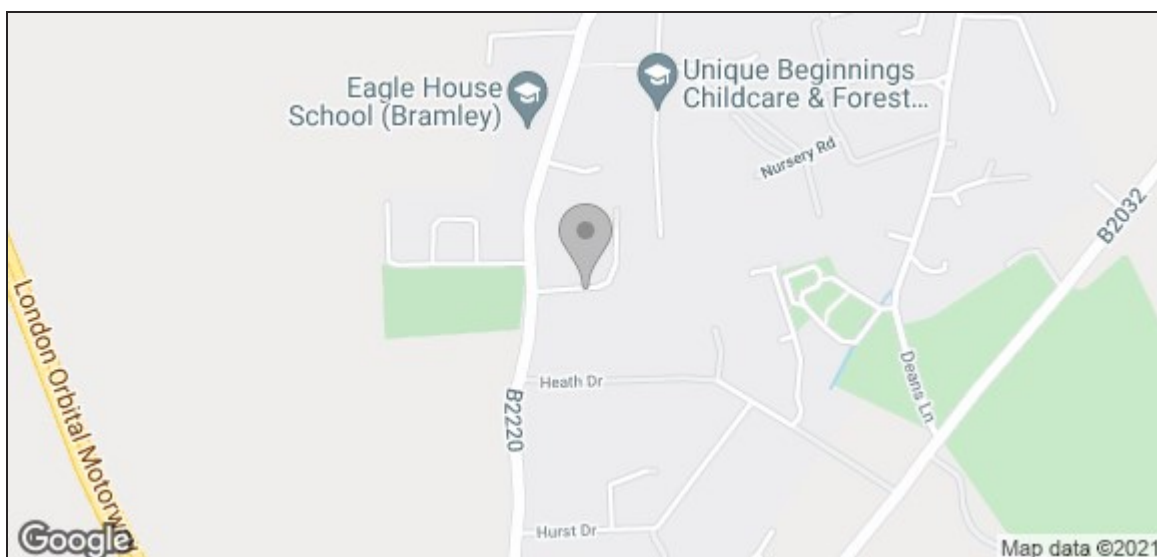 Eagle House
School (Bramley)
Unique Beginnings
Childcare & Forest...
Nursery Rd
B2032
London Orbital Motorway
Heath Dr
Deans Ln
B2220
Hurst Dr
Google
Map data ©2021